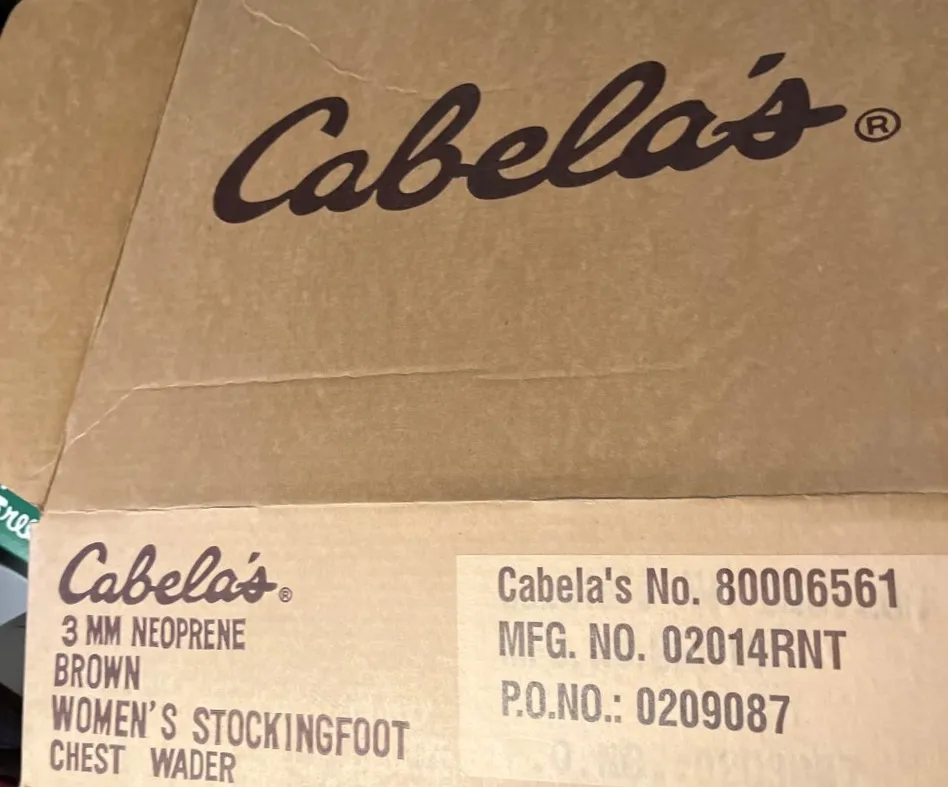 Cabela's®
Cabela's®
3 MM NEOPRENE
BROWN
WOMEN'S STOCKINGFOOT
CHEST WADER
Cabela's No. 80006561
MFG. NO. 02014RNT
P.O.NO.: 0209087